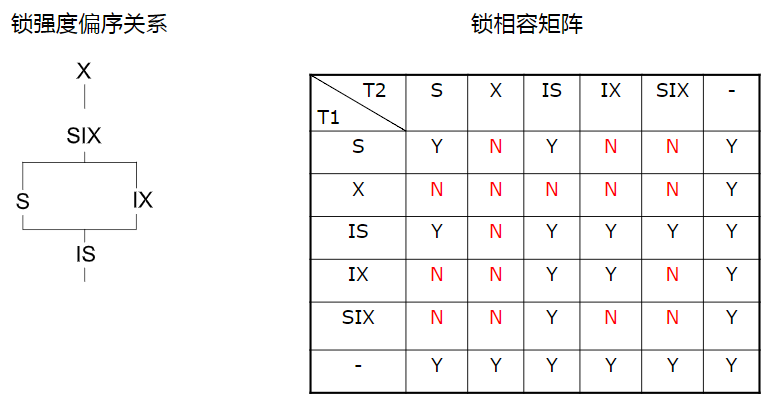 锁强度偏序关系
X
SIX
S IX
IS
锁相容矩阵
T2 S X IS IX SIX -
T1
S Y N Y N N Y
X N N N N N Y
IS Y N Y Y Y Y
IX N N Y Y N Y
SIX N N Y N N Y
- Y Y Y Y Y Y